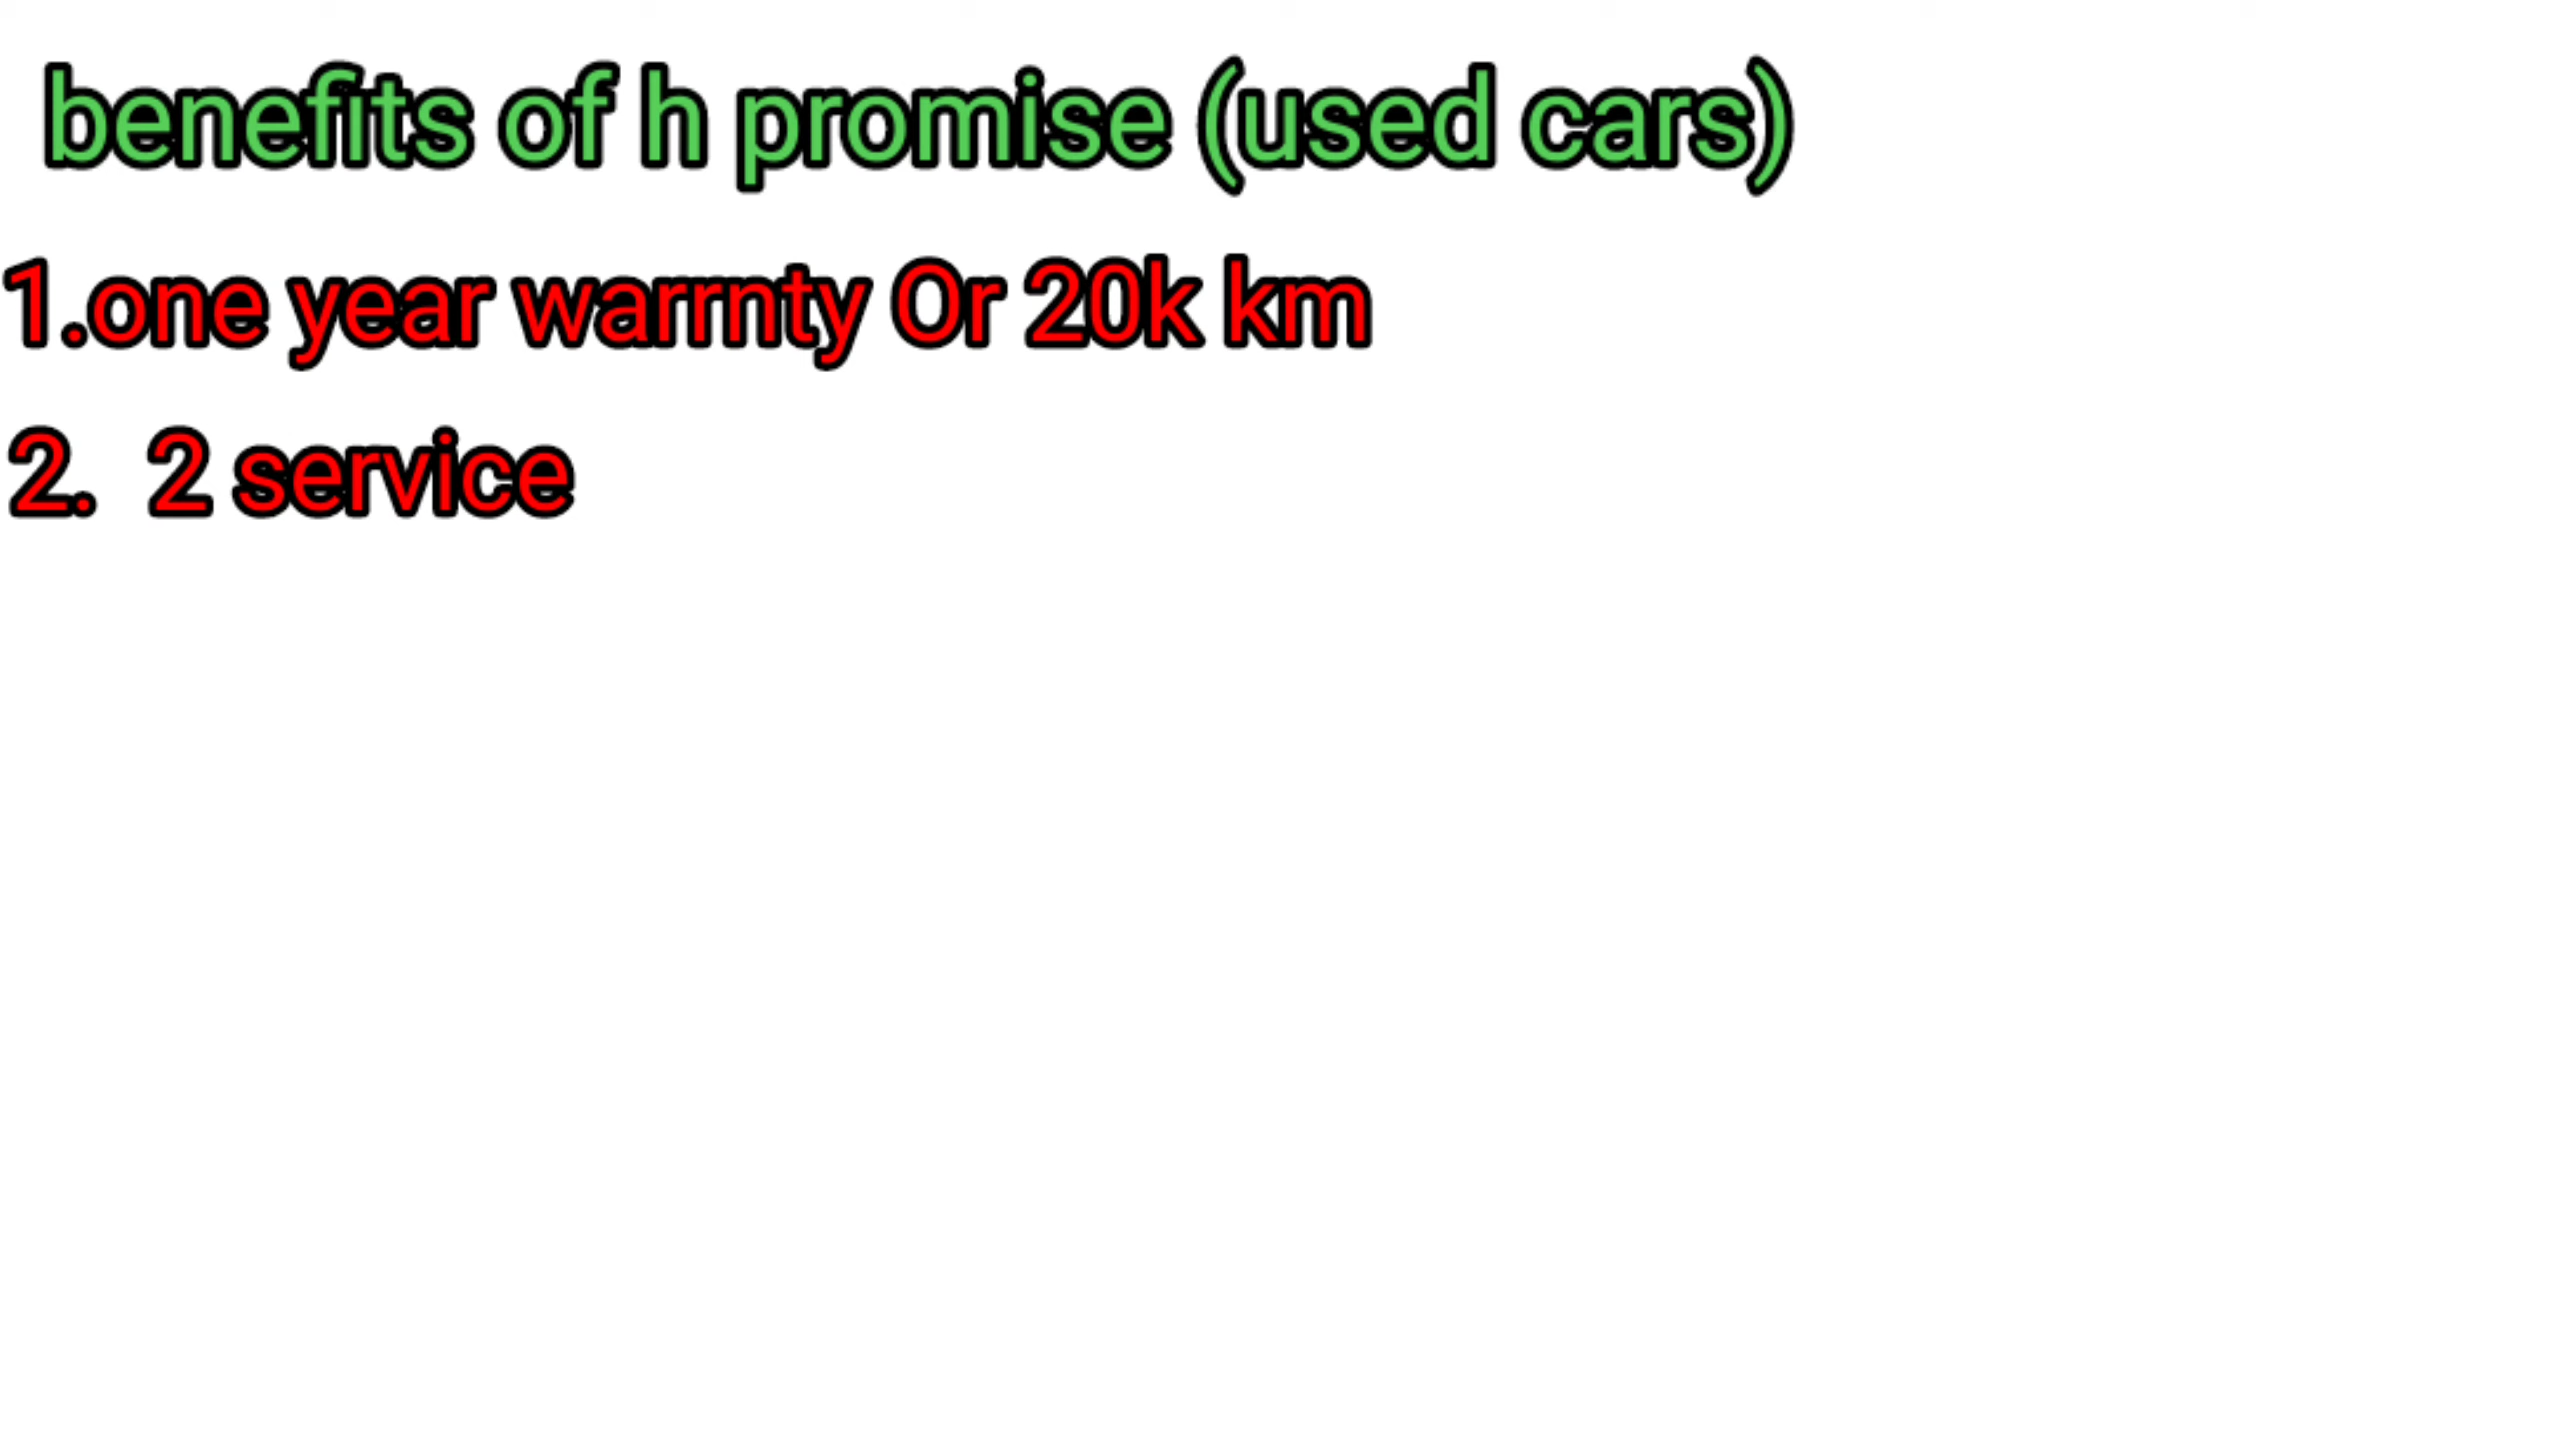 benefits of h promise (used cars)
1.one year warrnty Or 20k km
2. 2 service